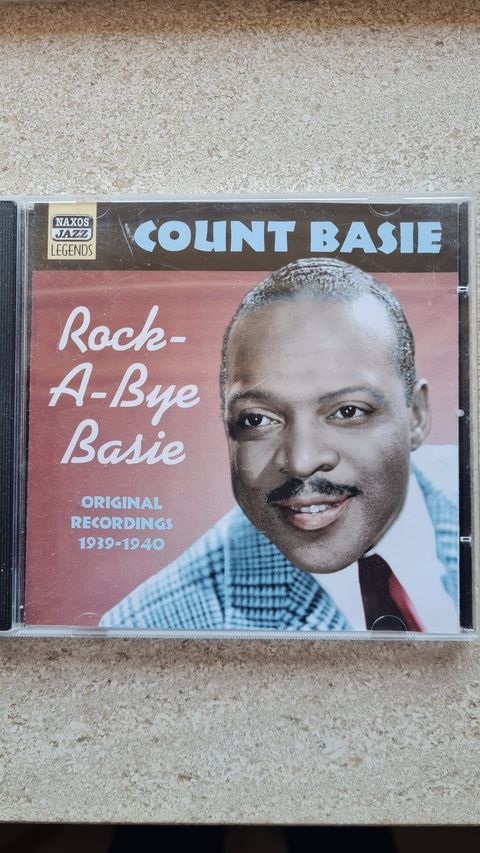 NAXOS
JAZZ
LEGENDS
COUNT BASIE
Rock-
A-Bye
Basie
ORIGINAL
RECORDINGS
1939-1940